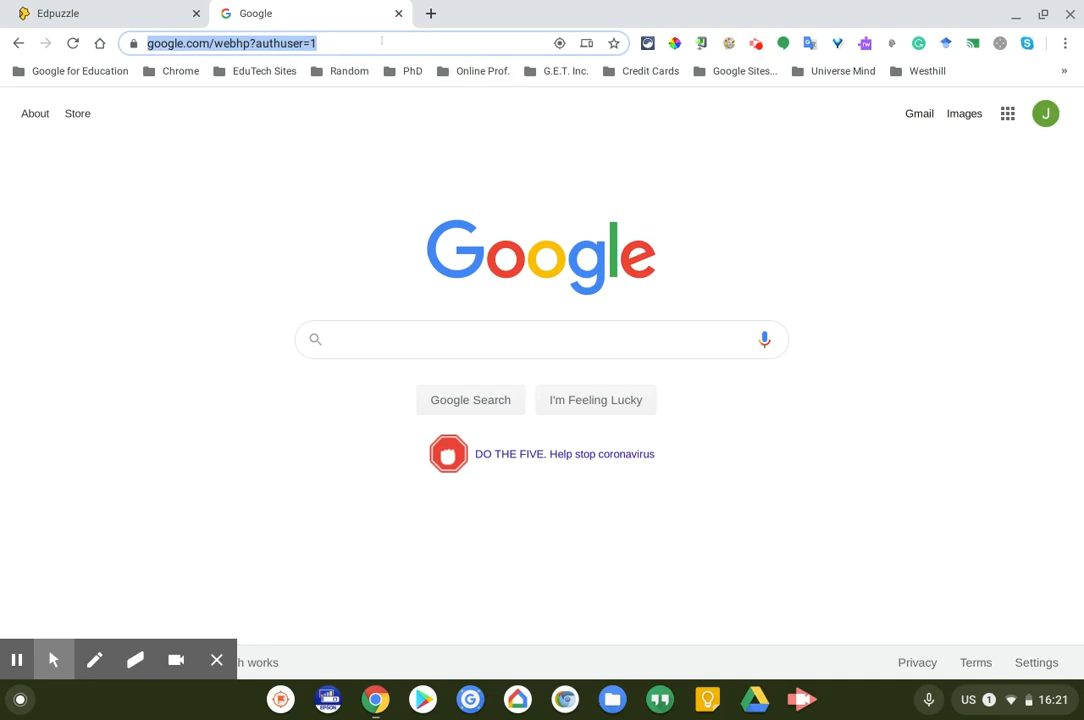 Edpuzzle
Google
google.com/webhp?authuser=1
Google for Education Chrome EduTech Sites Random PhD Online Prof. G.E.T. Inc. Credit Cards Google Sites... Universe Mind Westhill »
About Store Gmail Images J
Google
Google Search I'm Feeling Lucky
DO THE FIVE. Help stop coronavirus
h works Privacy Terms Settings
EPSON US 1 16:21